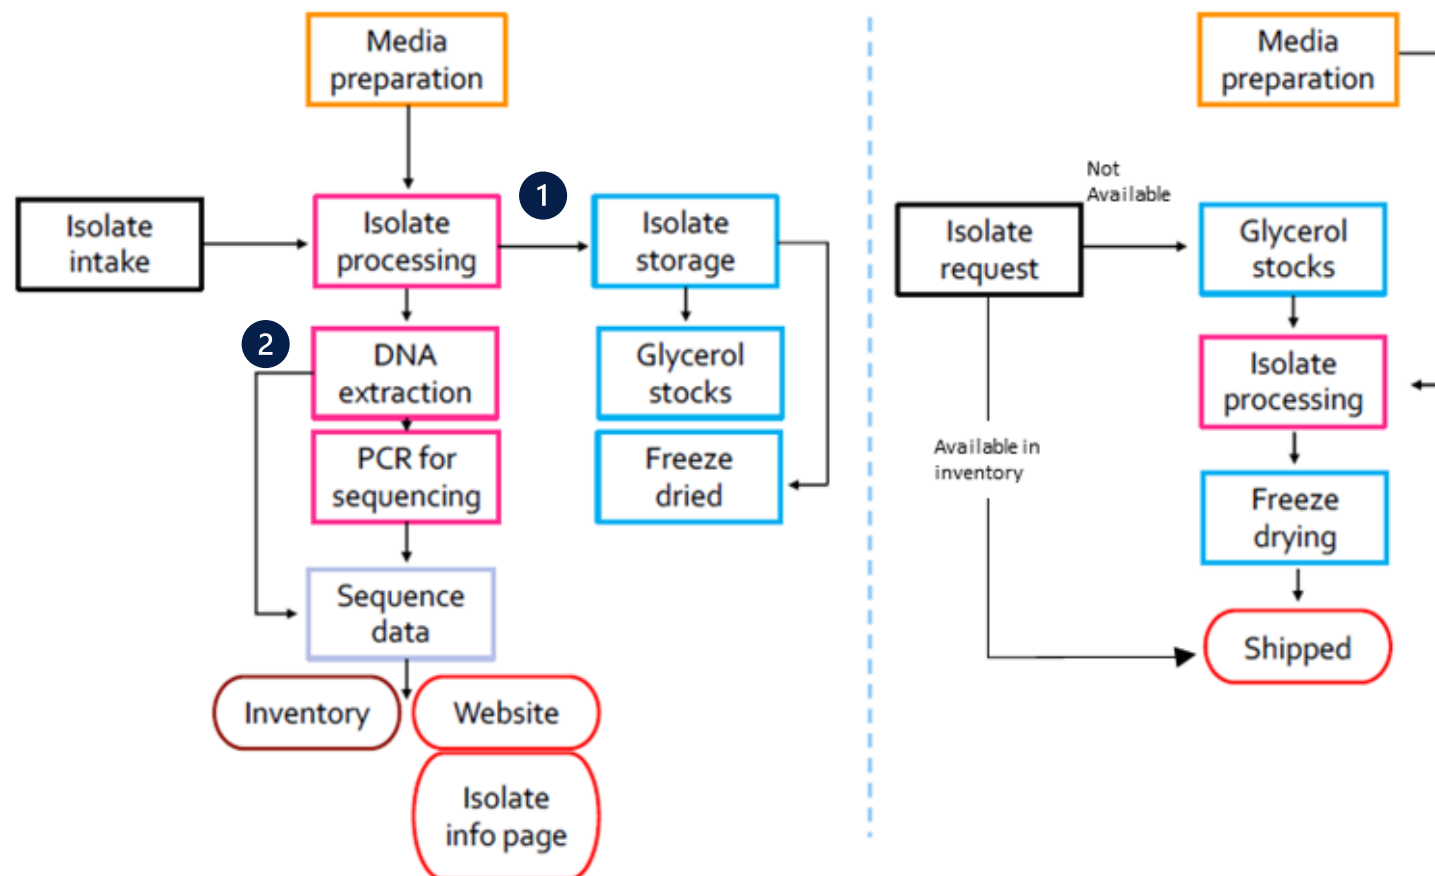 Media
preparation
1
Isolate
intake
Isolate
processing
Isolate
storage
2
DNA
extraction
Glycerol
stocks
PCR for
sequencing
Freeze
dried
Sequence
data
Inventory
Website
Isolate
info page
Media
preparation
Not
Available
Isolate
request
Glycerol
stocks
Isolate
processing
Available in
inventory
Freeze
drying
Shipped